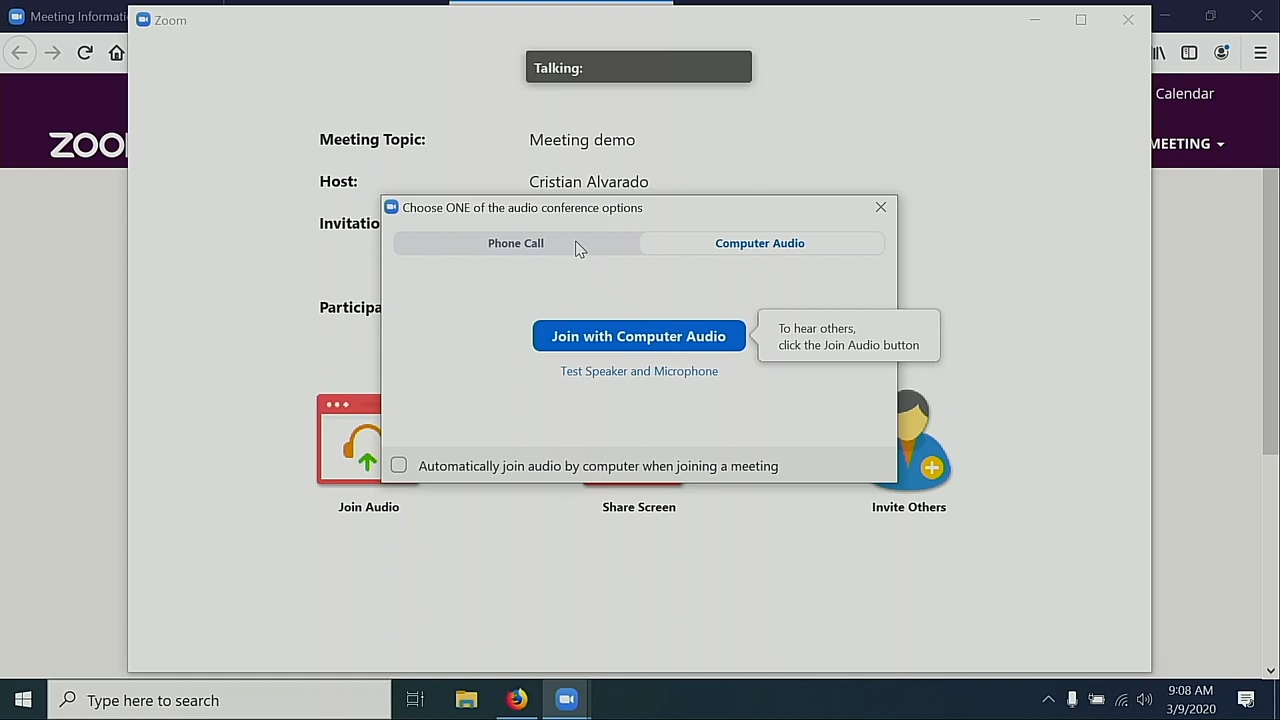 Meeting Informati
Zoom
Talking:
Calendar
Meeting Topic:
Meeting demo
ZOO
MEETING
Host:
Cristian Alvarado
Choose ONE of the audio conference options
Invitatio
Phone Call
Computer Audio
Participa
To hear others,
Join with Computer Audio
click the Join Audio button
Test Speaker and Microphone
Automatically join audio by computer when joining a meeting
Join Audio
Share Screen
Invite Others
Type here to search
9:08 AM
3/9/2020